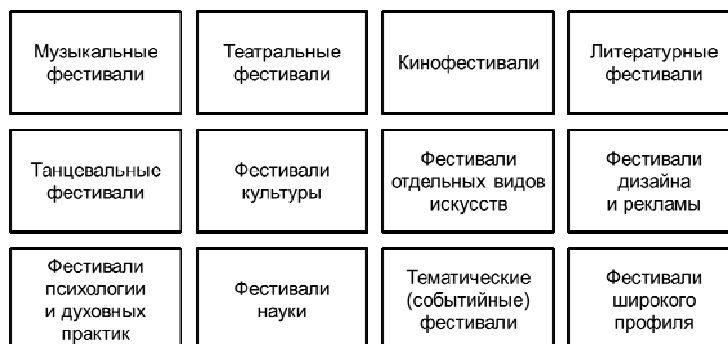 Музыкальные
фестивали
Театральные
фестивали
Кинофестивали
Литературные
фестивали
Танцевальные
фестивали
Фестивали
культуры
Фестивали
отдельных видов
искусств
Фестивали
дизайна
и рекламы
Фестивали
психологии
и духовных
практик
Фестивали
науки
Тематические
(событийные)
фестивали
Фестивали
широкого
профиля